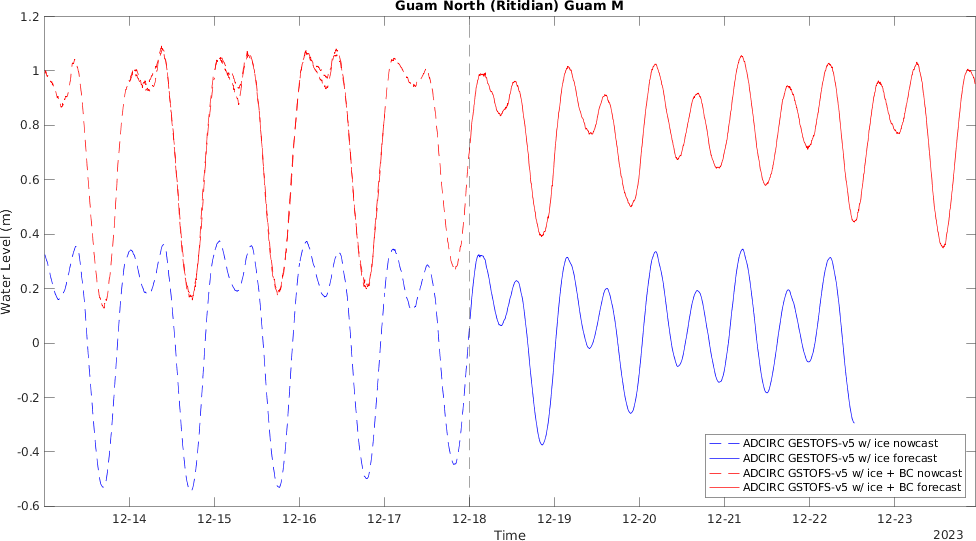 Guam North (Ritidian) Guam M
1.2
1
0.8
0.6
0.4
0.2
0
-0.2
-0.4
-0.6
Water Level (m)
ADCIRC GESTOFS-v5 w/ ice nowcast
ADCIRC GESTOFS-v5 w/ ice forecast
ADCIRC GSTOFS-v5 w/ ice + BC nowcast
ADCIRC GSTOFS-v5 w/ ice + BC forecast
12-14 12-15 12-16 12-17 12-18 12-19 12-20 12-21 12-22 12-23
Time
2023